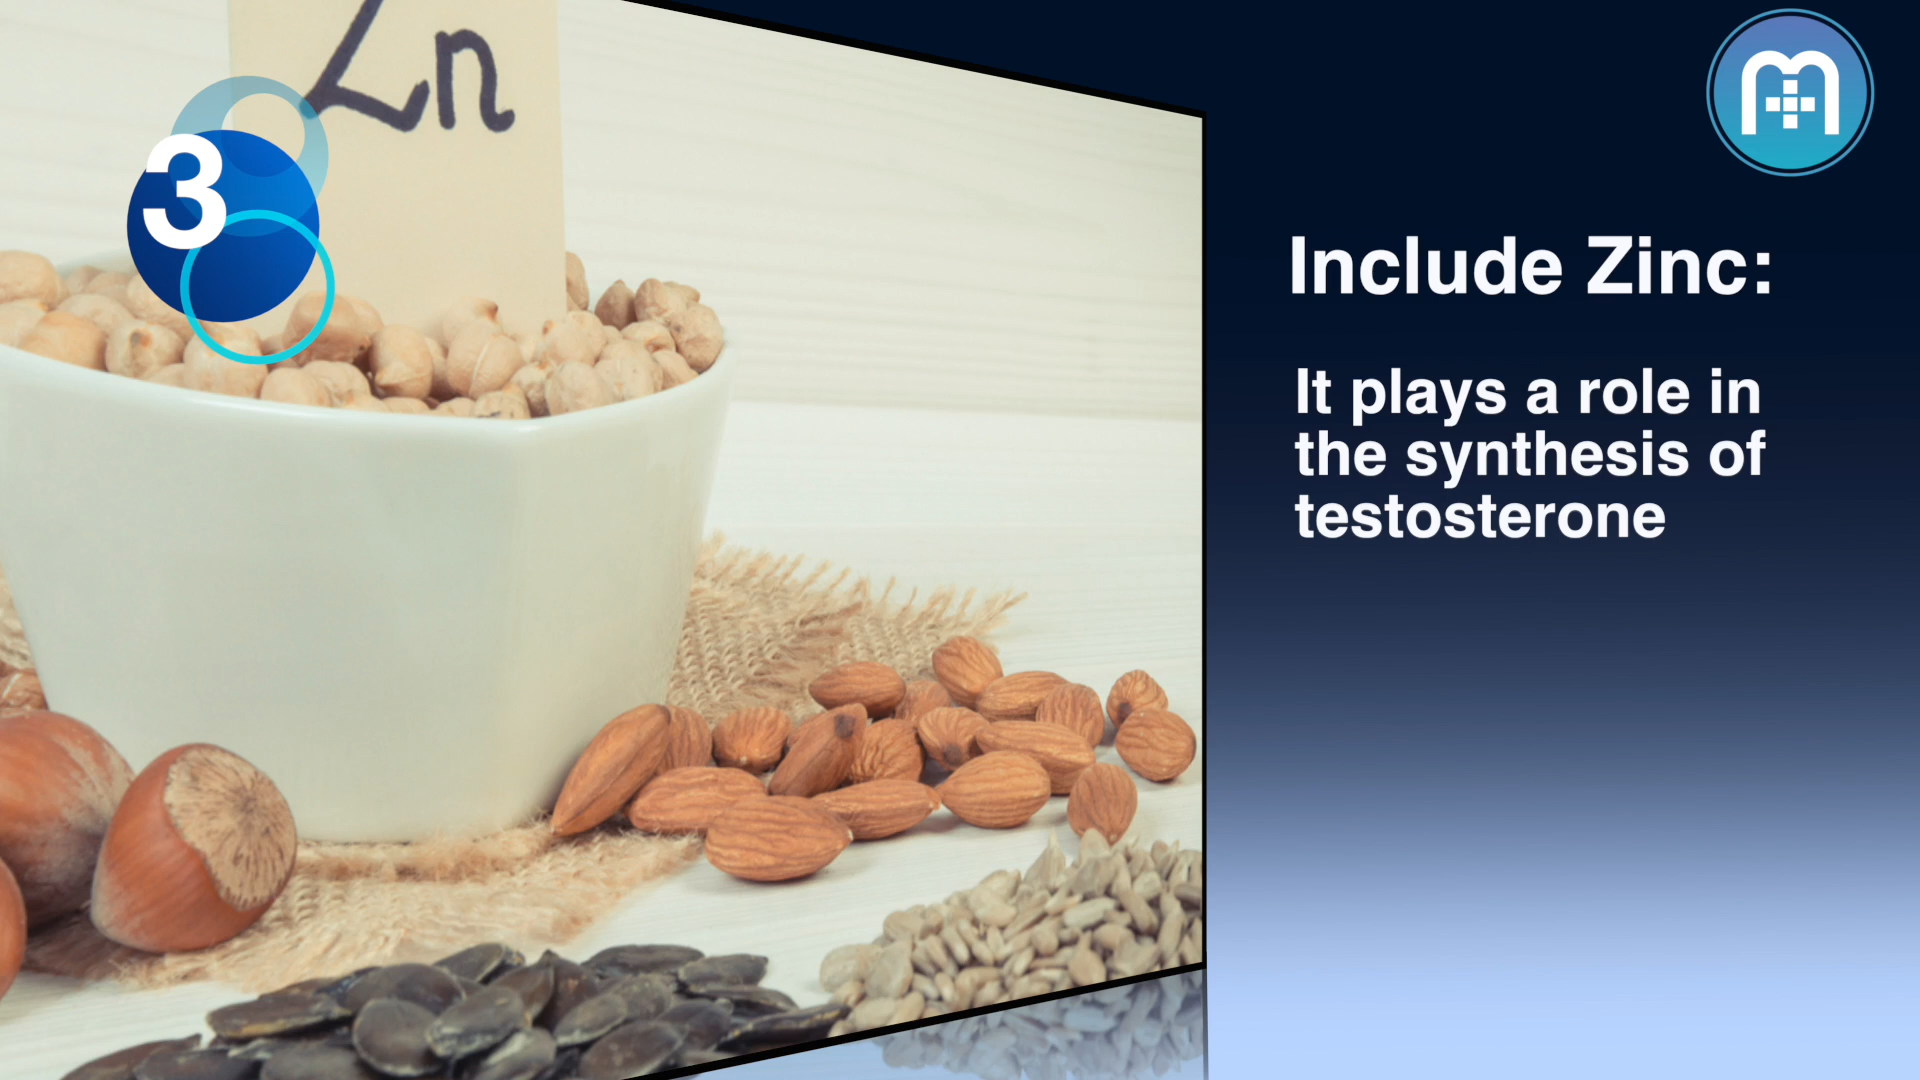 Zn
3
Include Zinc:
It plays a role in
the synthesis of
testosterone